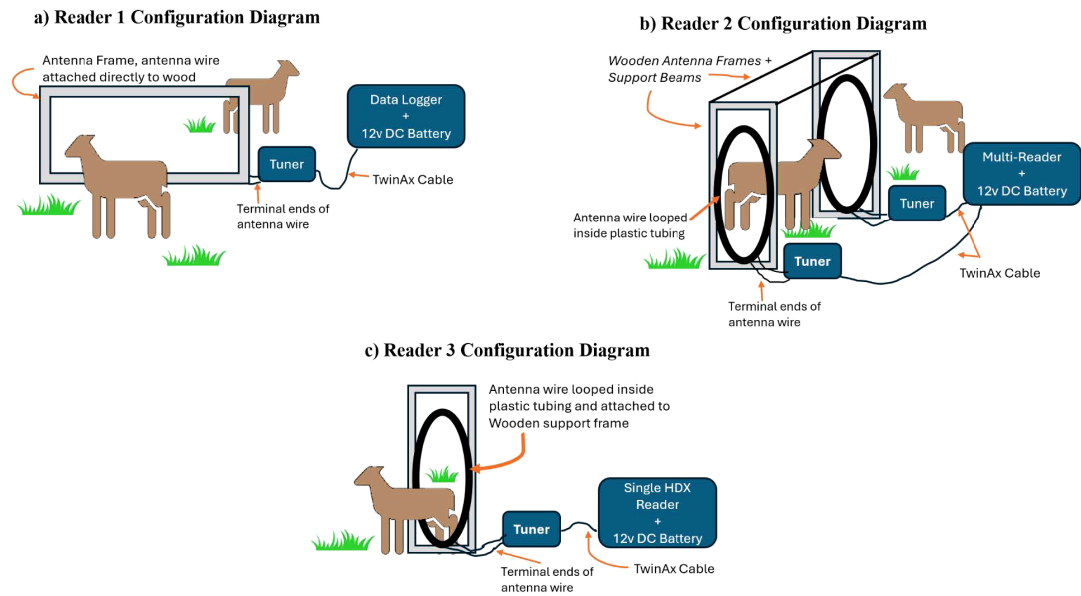 a) Reader 1 Configuration Diagram
Antenna Frame, antenna wire
attached directly to wood
Data Logger
+
12v DC Battery
Tuner
TwinAx Cable
Terminal ends of
antenna wire
b) Reader 2 Configuration Diagram
Wooden Antenna Frames +
Support Beams
Multi-Reader
+
12v DC Battery
Tuner
Antenna wire looped
inside plastic tubing
Tuner
TwinAx Cable
Terminal ends of
antenna wire
c) Reader 3 Configuration Diagram
Antenna wire looped inside
plastic tubing and attached to
Wooden support frame
Single HDX
Reader
+
12v DC Battery
Tuner
TwinAx Cable
Terminal ends of
antenna wire